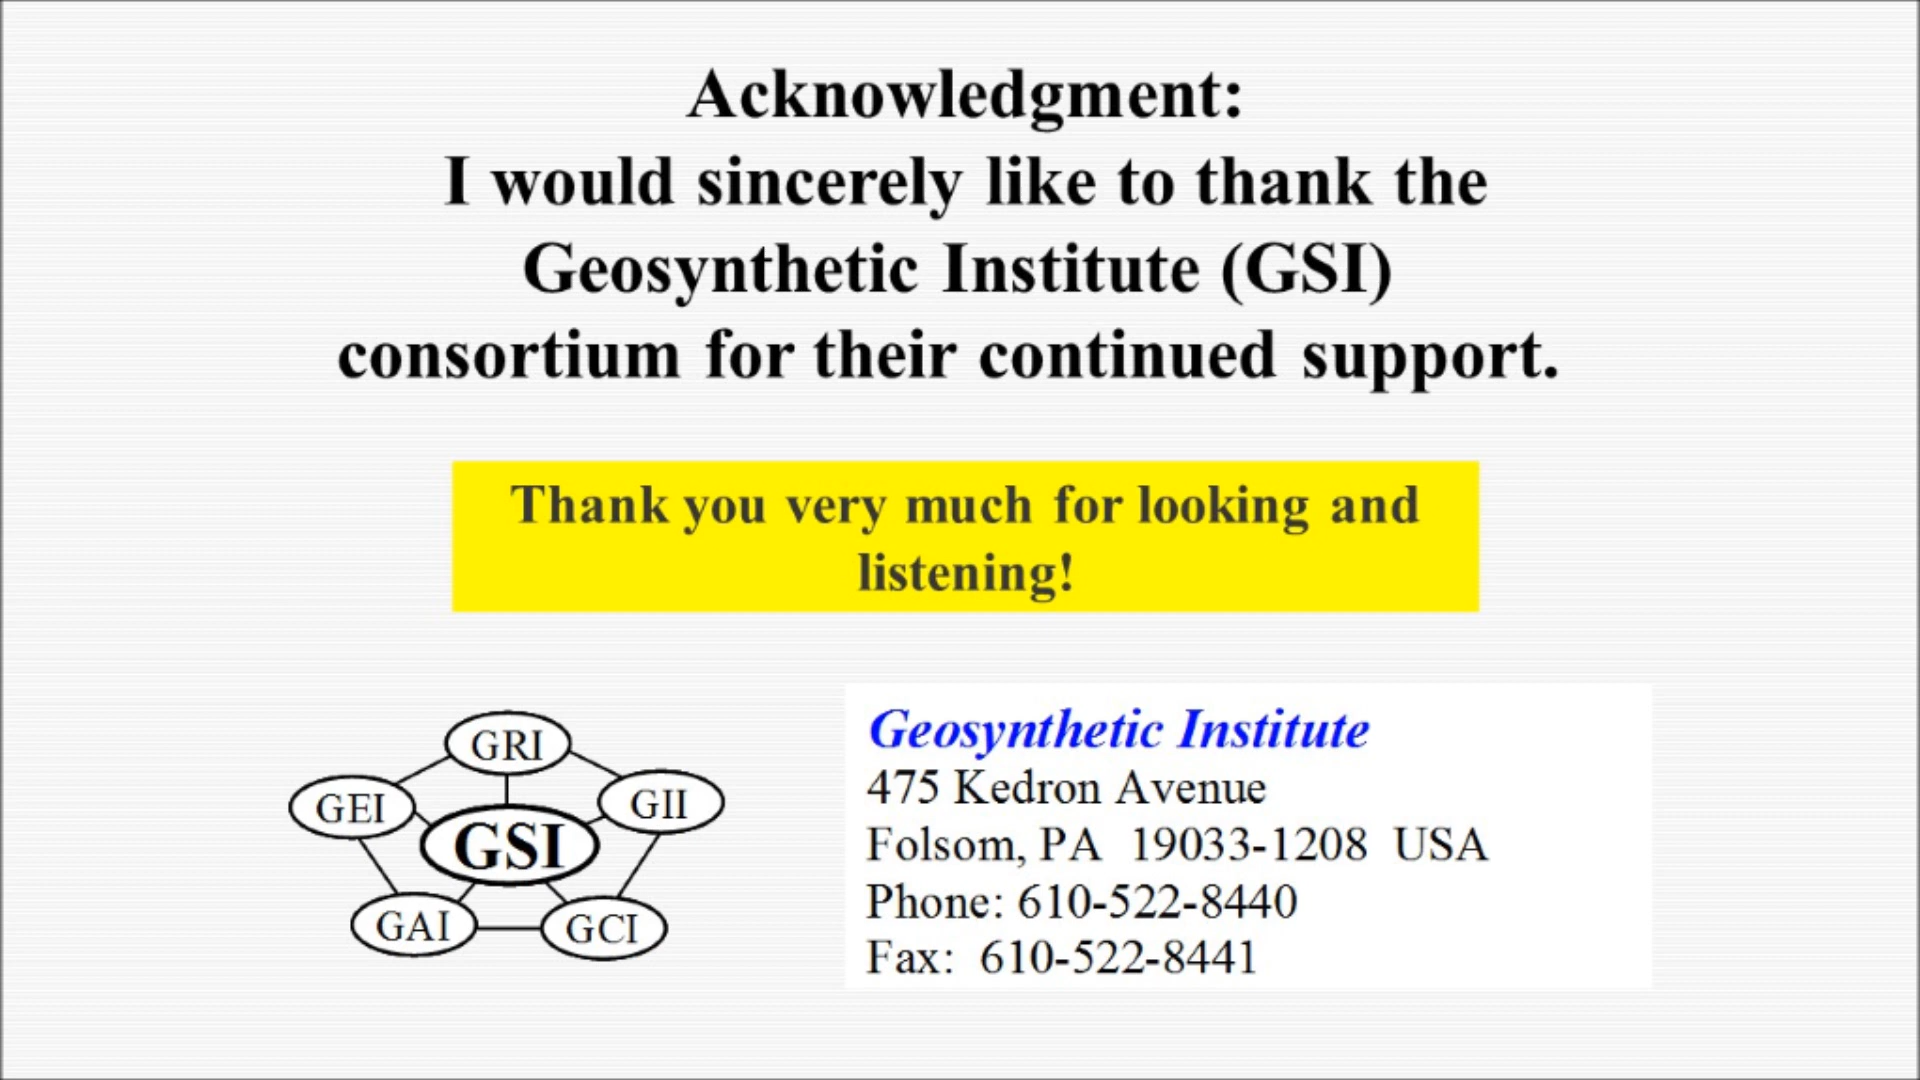 Acknowledgment:
I would sincerely like to thank the
Geosynthetic Institute (GSI)
consortium for their continued support.
Thank you very much for looking and
listening!
GRI
GEI
GII
GSI
GAI
GCI
Geosynthetic Institute
475 Kedron Avenue
Folsom, PA  19033-1208  USA
Phone: 610-522-8440
Fax:  610-522-8441